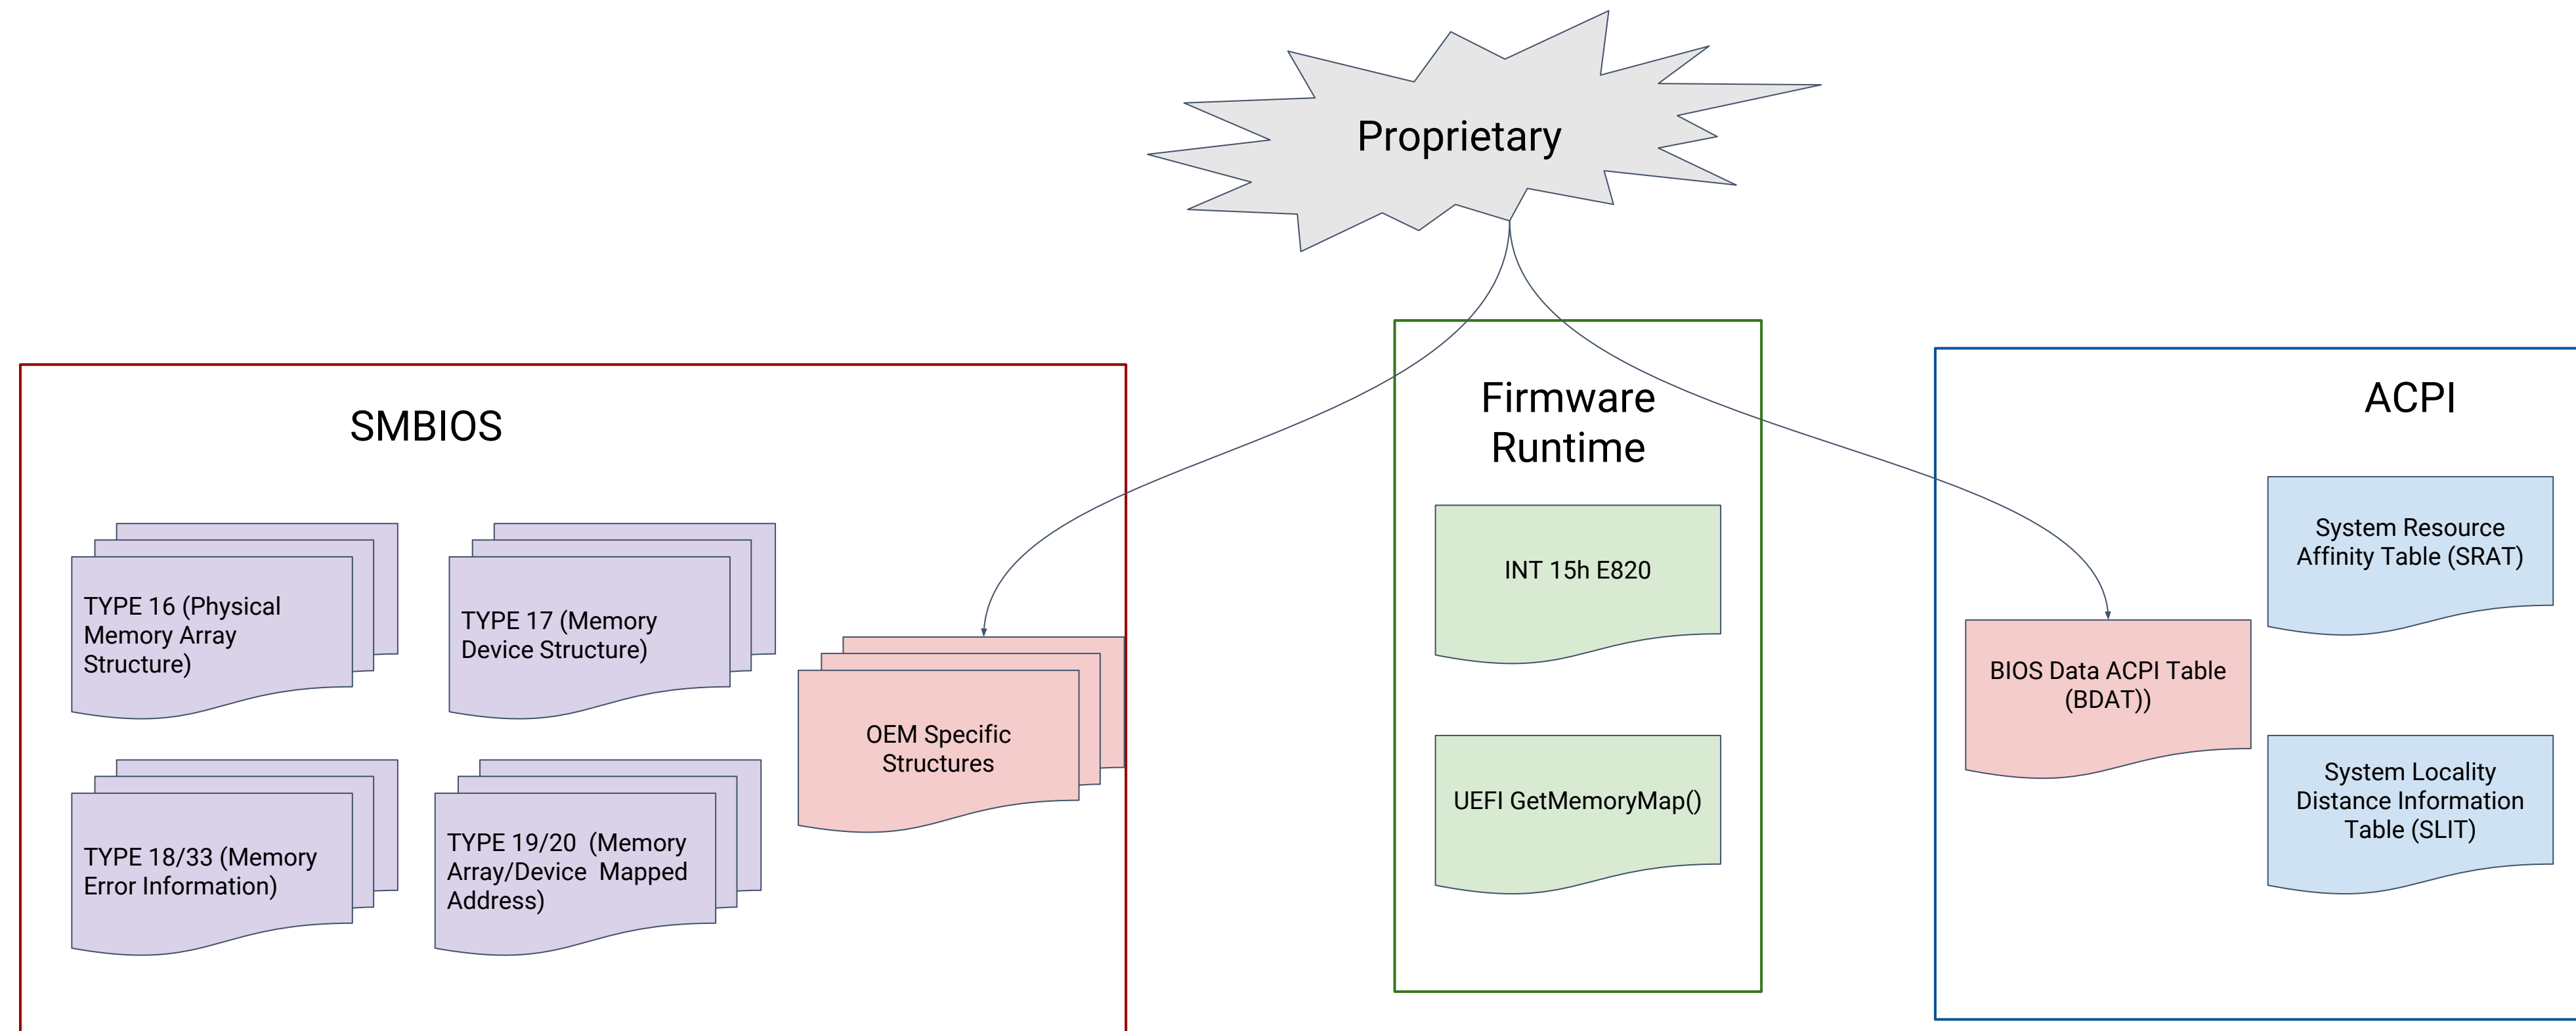 Proprietary
SMBIOS
TYPE 16 (Physical
Memory Array
Structure)
TYPE 17 (Memory
Device Structure)
TYPE 18/33 (Memory
Error Information)
TYPE 19/20  (Memory
Array/Device  Mapped
Address)
OEM Specific
Structures
Firmware
Runtime
INT 15h E820
UEFI GetMemoryMap()
ACPI
System Resource
Affinity Table (SRAT)
BIOS Data ACPI Table
(BDAT))
System Locality
Distance Information
Table (SLIT)